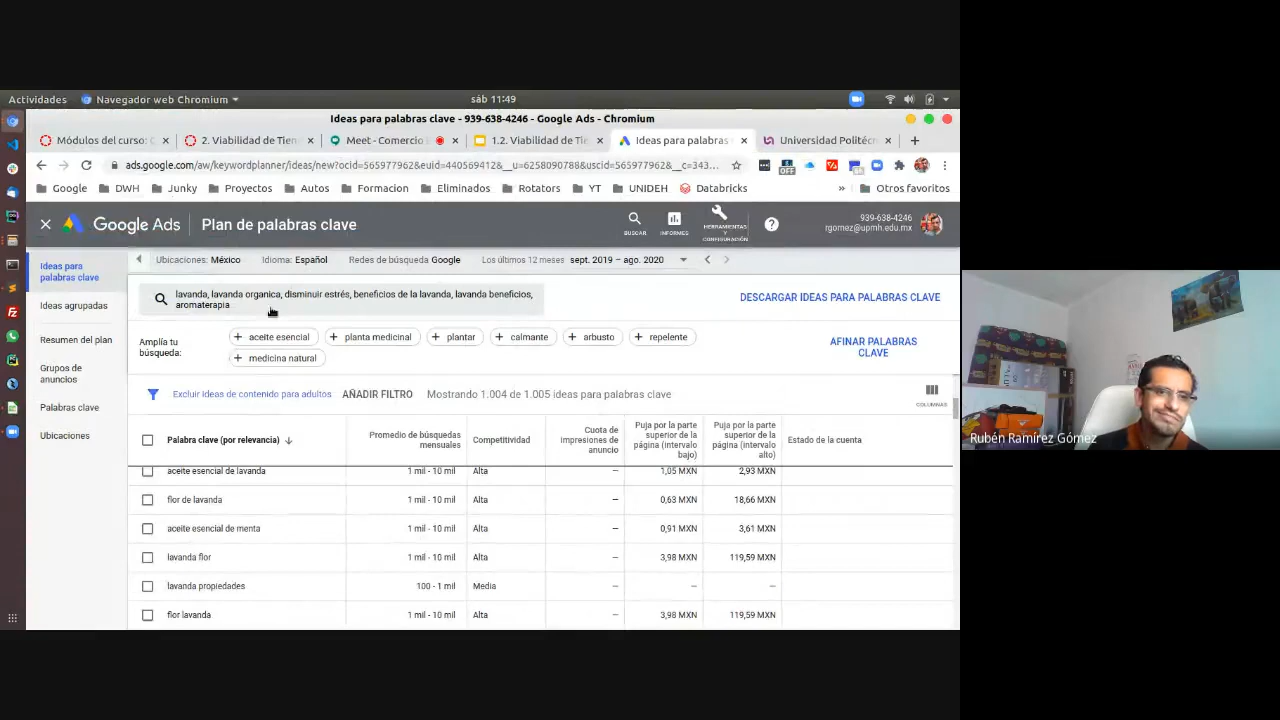 Actividades
Navegador web Chromium
sáb 11:49
Ideas para palabras clave - 939-638-4246 - Google Ads - Chromium
Módulos del curso: C
2. Viabilidad de Tien
Meet - Comercio E
1.2. Viabilidad de T
Ideas para palabras
Universidad Politéc
ads.google.com/aw/keywordplanner/ideas/new?ocid=565977962&euid=440569412&__u=6258090788&uscid=565977962&__c=343...
OFF
Google
DWH
Junky
Proyectos
Autos
Formacion
Eliminados
Rotators
YT
UNIDEH
Databricks
»
Otros favoritos
Google Ads
Plan de palabras clave
BUSCAR
INFORMES
HERRAMIENTAS
Y
CONFIGURACIÓN
939-638-4246
rgomez@upmh.edu.mx
Ideas para
palabras clave
Ideas agrupadas
Resumen del plan
Grupos de
anuncios
Palabras clave
Ubicaciones
Ubicaciones: México
Idioma: Español
Redes de búsqueda Google
Los últimos 12 meses
sept. 2019 – ago. 2020
lavanda, lavanda organica, disminuir estrés, beneficios de la lavanda, lavanda beneficios,
aromaterapia
DESCARGAR IDEAS PARA PALABRAS CLAVE
Amplía tu
búsqueda:
+ aceite esencial
+ planta medicinal
+ plantar
+ calmante
+ arbusto
+ repelente
+ medicina natural
AFINAR PALABRAS
CLAVE
Excluir ideas de contenido para adultos
AÑADIR FILTRO
Mostrando 1.004 de 1.005 ideas para palabras clave
COLUMNAS
Palabra clave (por relevancia)
Promedio de búsquedas
mensuales
Competitividad
Cuota de
impresiones de
anuncio
Puja por la parte
superior de la
página (intervalo
bajo)
Puja por la parte
superior de la
página (intervalo
alto)
Estado de la cuenta
aceite esencial de lavanda 1 mil - 10 mil Alta – 1,05 MXN 2,93 MXN
flor de lavanda 1 mil - 10 mil Alta – 0,63 MXN 18,66 MXN
aceite esencial de menta 1 mil - 10 mil Alta – 0,91 MXN 3,61 MXN
lavanda flor 1 mil - 10 mil Alta – 3,98 MXN 119,59 MXN
lavanda propiedades 100 - 1 mil Media – – –
flor lavanda 1 mil - 10 mil Alta – 3,98 MXN 119,59 MXN
Rubén Ramírez Gómez